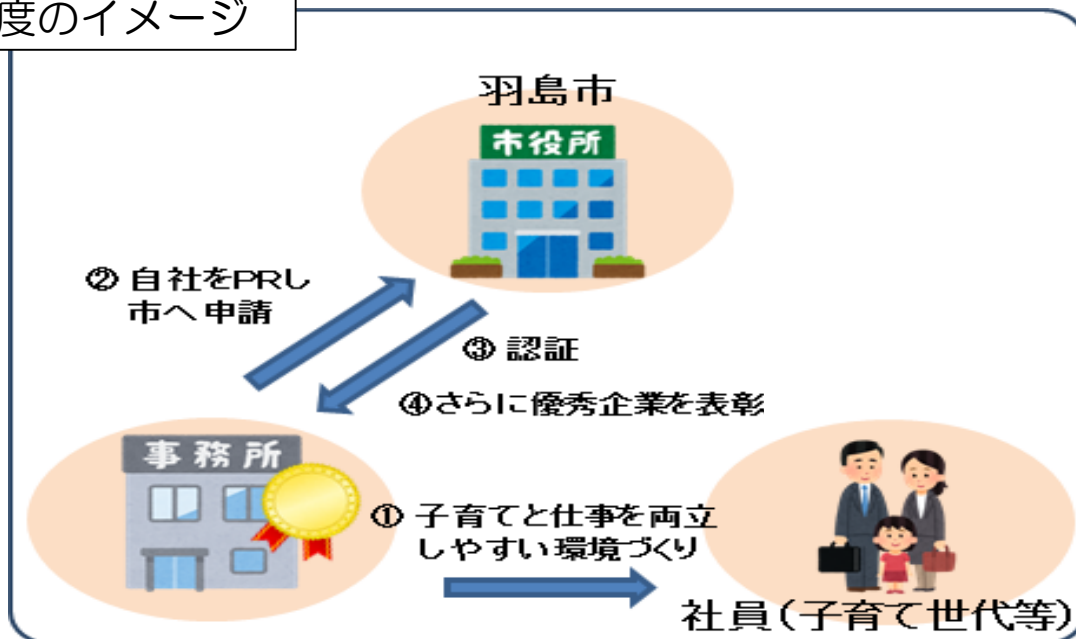 度のイメージ
羽島市
市役所
② 自社をPRし
市へ申請
③ 認証
④さらに優秀企業を表彰
事務所
① 子育てと仕事を両立
しやすい環境づくり
社員(子育て世代等)